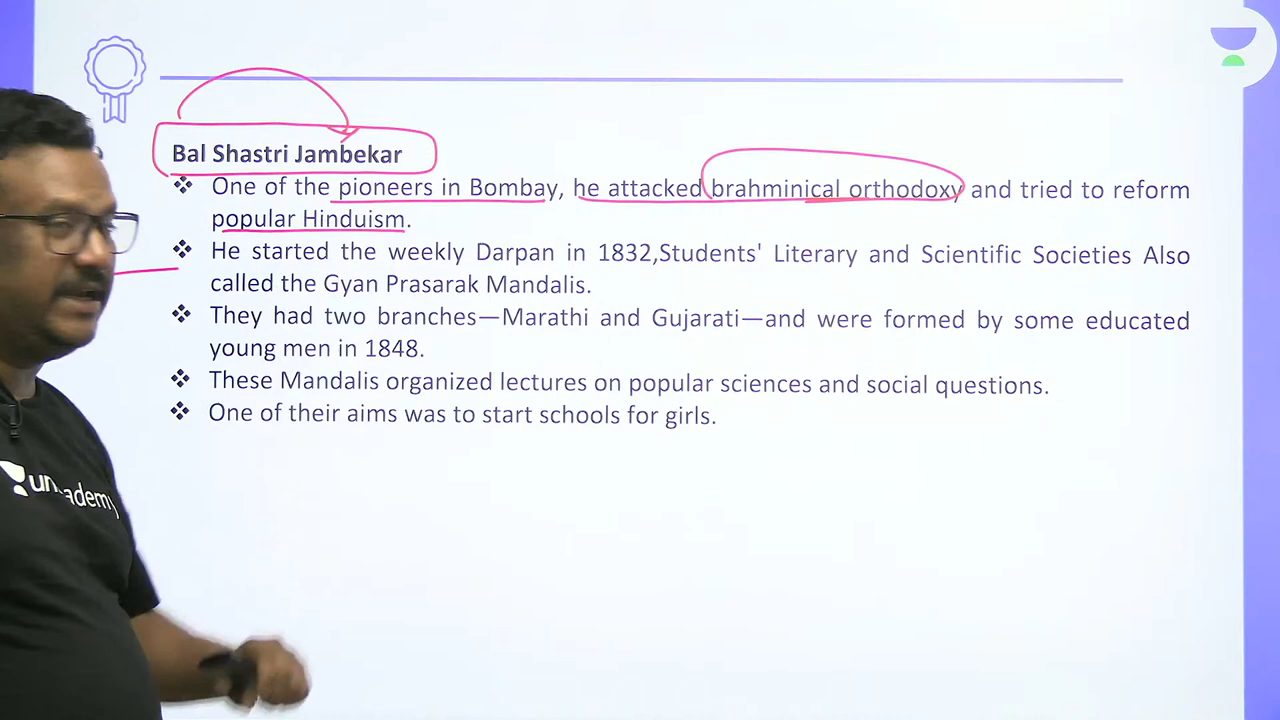 Bal Shastri Jambekar
❖ One of the pioneers in Bombay, he attacked brahminical orthodoxy and tried to reform
popular Hinduism.
❖ He started the weekly Darpan in 1832,Students' Literary and Scientific Societies Also
called the Gyan Prasarak Mandalis.
❖ They had two branches—Marathi and Gujarati—and were formed by some educated
young men in 1848.
❖ These Mandalis organized lectures on popular sciences and social questions.
❖ One of their aims was to start schools for girls.
unacademy